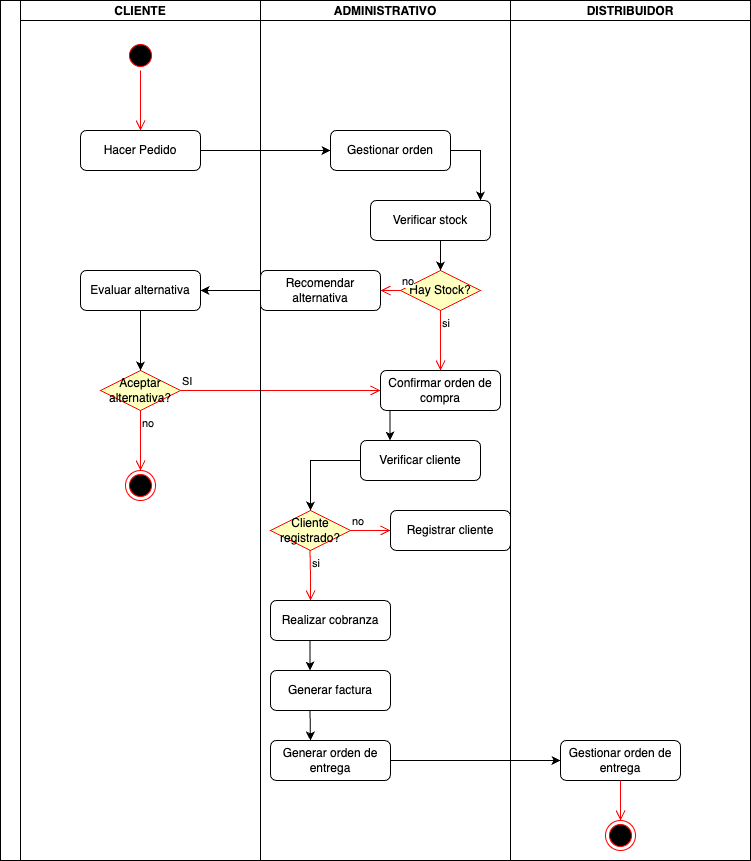 CLIENTE
ADMINISTRATIVO
DISTRIBUIDOR
Hacer Pedido
Gestionar orden
Verificar stock
Evaluar alternativa
Recomendar
alternativa
no
Hay Stock?
si
Aceptar
alternativa?
SI
Confirmar orden de
compra
no
Verificar cliente
Cliente
registrado?
no
Registrar cliente
si
Realizar cobranza
Generar factura
Generar orden de
entrega
Gestionar orden de
entrega